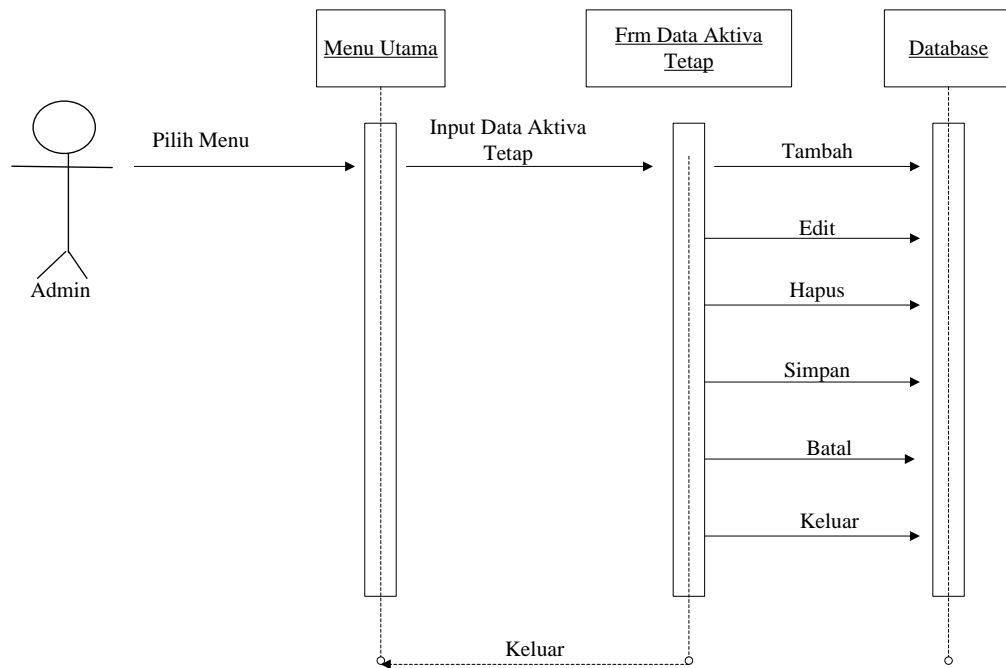 Menu Utama
Frm Data Aktiva
Tetap
Database
Pilih Menu
Input Data Aktiva
Tetap
Tambah
Edit
Admin
Hapus
Simpan
Batal
Keluar
Keluar